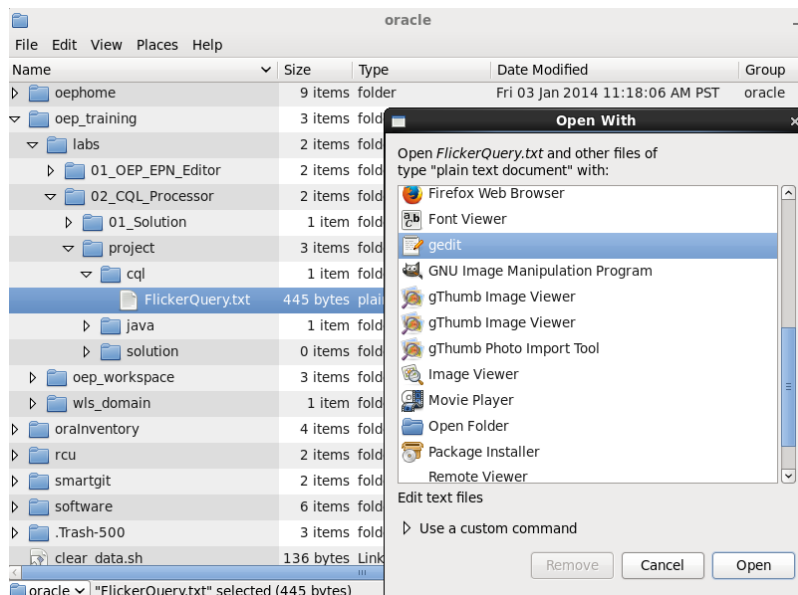 oracle
File Edit View Places Help
Name Size Type Date Modified Group
oephome 9 items folder Fri 03 Jan 2014 11:18:06 AM PST oracle
oep_training 3 items fold
labs 2 items fold
01_OEP_EPN_Editor 2 items fold
02_CQL_Processor 2 items fold
01_Solution 1 item fold
project 3 items fold
cql 1 item fold
FlickerQuery.txt 445 bytes plai
java 1 item fold
solution 0 items fold
oep_workspace 3 items fold
wls_domain 1 item fold
oraInventory 4 items fold
rcu 2 items fold
smartgit 2 items fold
software 6 items fold
.Trash-500 3 items fold
clear_data.sh 136 bytes Link
oracle "FlickerQuery.txt" selected (445 bytes)
Open With
Open FlickerQuery.txt and other files of
type "plain text document" with:
Firefox Web Browser
Font Viewer
gedit
GNU Image Manipulation Program
gThumb Image Viewer
gThumb Image Viewer
gThumb Photo Import Tool
Image Viewer
Movie Player
Open Folder
Package Installer
Remote Viewer
Edit text files
Use a custom command
Remove Cancel Open